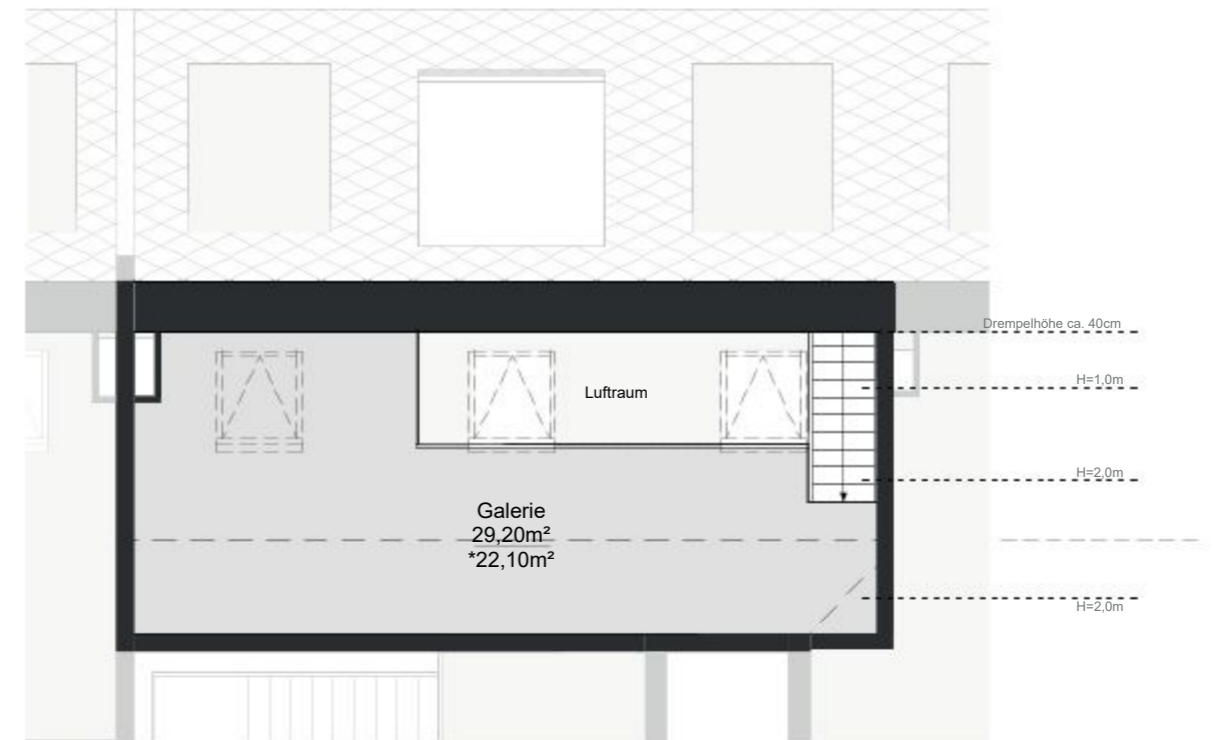 Drempelhöhe ca. 40cm
H=1,0m
Luftraum
H=2,0m
Galerie
29,20m²
*22,10m²
H=2,0m